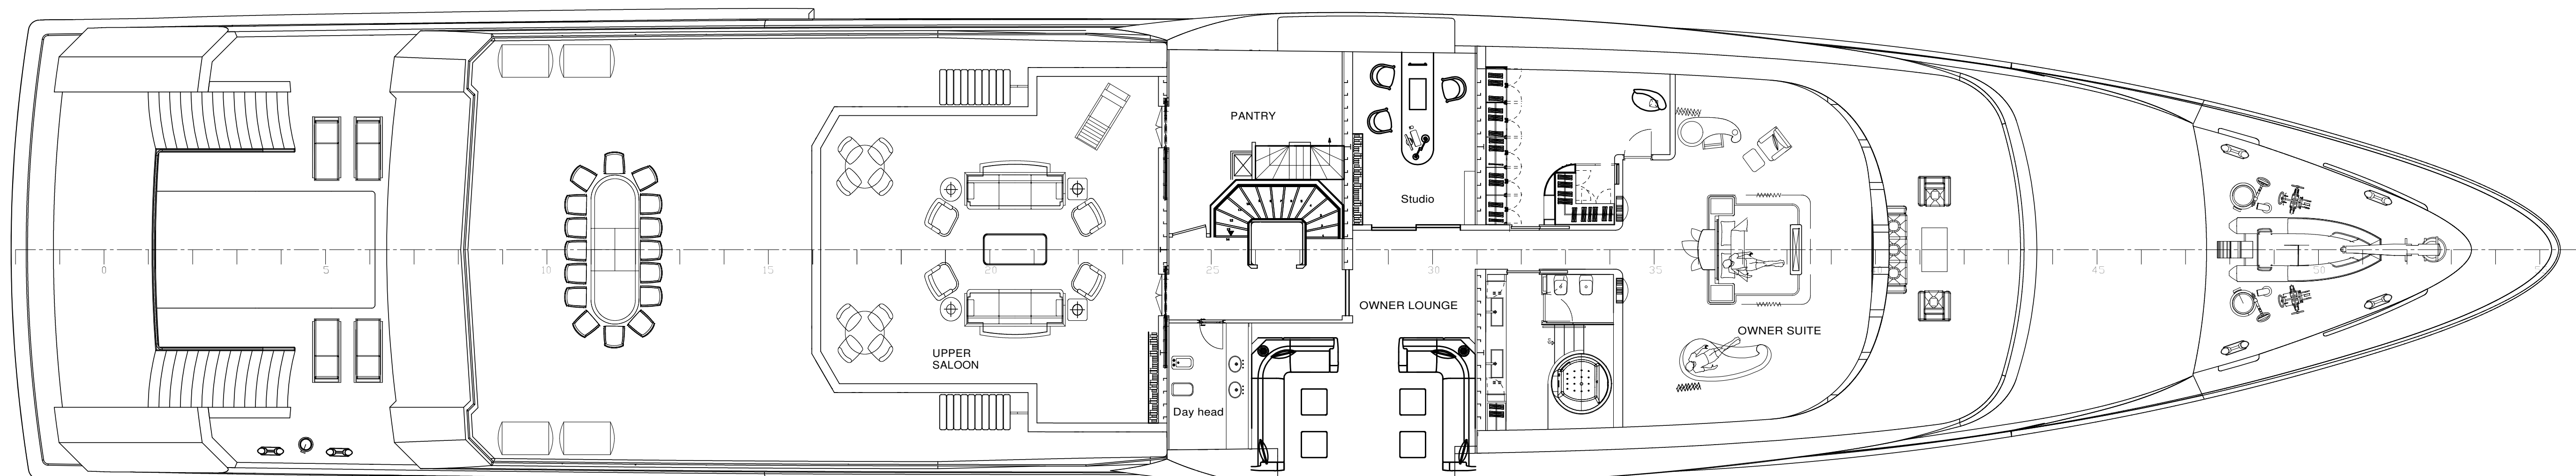 PANTRY
Studio
OWNER LOUNGE
OWNER SUITE
UPPER
SALOON
Day head
0
5
10
15
20
25
30
35
45
50